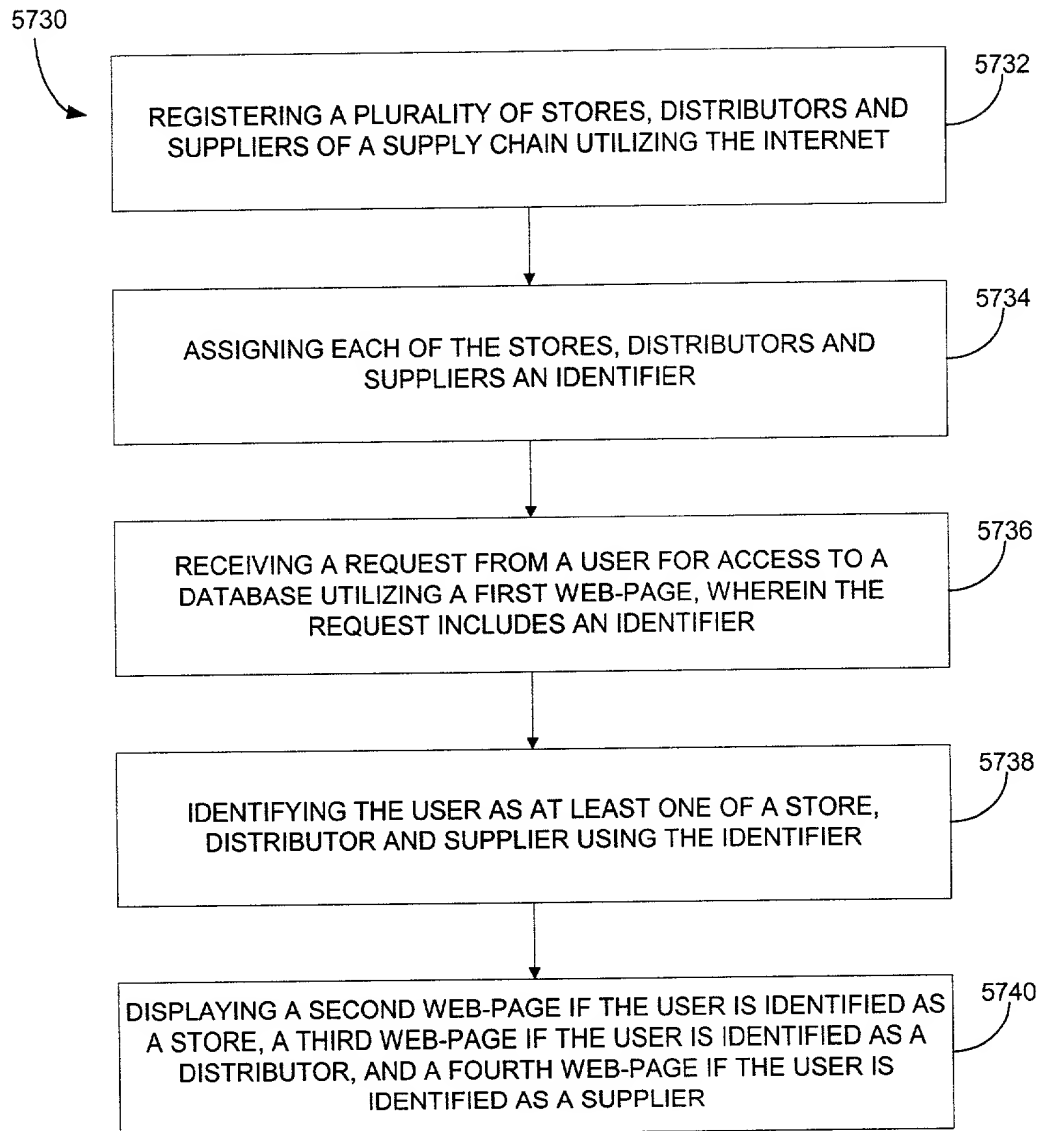 5730
5732
REGISTERING A PLURALITY OF STORES, DISTRIBUTORS AND
SUPPLIERS OF A SUPPLY CHAIN UTILIZING THE INTERNET
5734
ASSIGNING EACH OF THE STORES, DISTRIBUTORS AND
SUPPLIERS AN IDENTIFIER
5736
RECEIVING A REQUEST FROM A USER FOR ACCESS TO A
DATABASE UTILIZING A FIRST WEB-PAGE, WHEREIN THE
REQUEST INCLUDES AN IDENTIFIER
5738
IDENTIFYING THE USER AS AT LEAST ONE OF A STORE,
DISTRIBUTOR AND SUPPLIER USING THE IDENTIFIER
5740
DISPLAYING A SECOND WEB-PAGE IF THE USER IS IDENTIFIED AS
A STORE, A THIRD WEB-PAGE IF THE USER IS IDENTIFIED AS A
DISTRIBUTOR, AND A FOURTH WEB-PAGE IF THE USER IS
IDENTIFIED AS A SUPPLIER